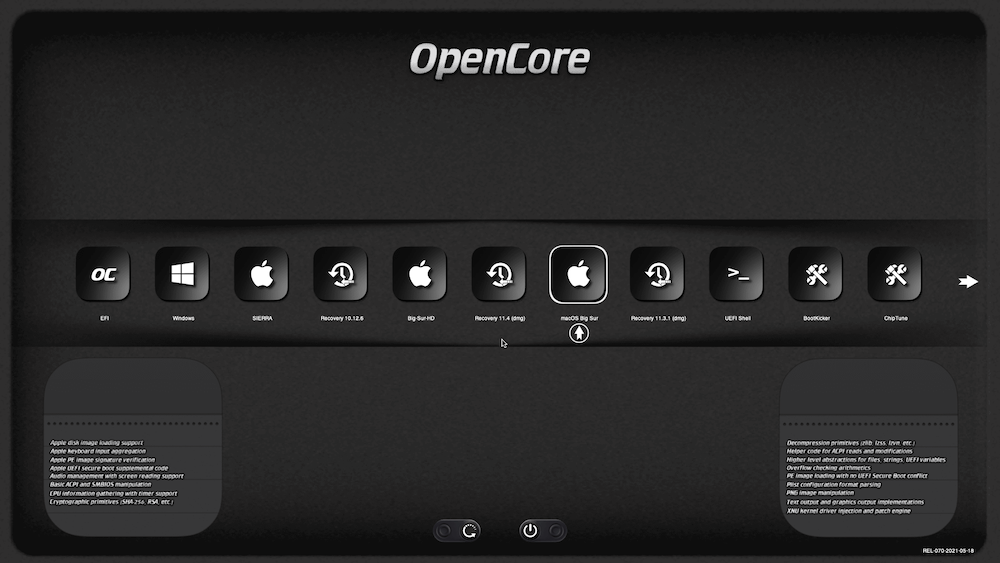 OpenCore
OC
>_
EFI
Windows
SIERRA
Recovery 10.12.6
Big-Sur-HD
Recovery 11.4 (dmg)
macOS Big Sur
Recovery 11.3.1 (dmg)
UEFI Shell
BootKicker
ChipTune
Apple disk image loading support
Apple keyboard input aggregation
Apple PE image signature verification
Apple UEFI secure boot supplemental code
Audio management with screen reading support
Basic ACPI and SMBIOS manipulation
CPU information gathering with timer support
Cryptographic primitives (SHA-256, RSA, etc.)
Decompression primitives (zlib, lzss, lzvn, etc.)
Helper code for ACPI reads and modifications
Higher level abstractions for files, strings, UEFI variables
Overflow checking arithmetics
PE image loading with no UEFI Secure Boot conflict
Plist configuration format parsing
PNG image manipulation
Text output and graphics output implementations
XNU kernel driver injection and patch engine
REL-070-2021-05-18